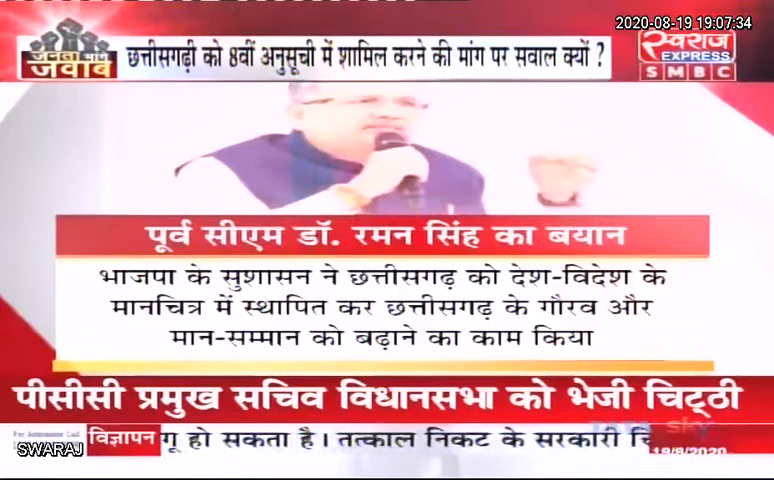 2020-08-19 19:07:34
जनता मांगे
जवाब
छत्तीसगढ़ी को 8वीं अनुसूची में शामिल करने की मांग पर सवाल क्यों ?
स्वराज
EXPRESS
SMBC
पूर्व सीएम डॉ. रमन सिंह का बयान
भाजपा के सुशासन ने छत्तीसगढ़ को देश-विदेश के
मानचित्र में स्थापित कर छत्तीसगढ़ के गौरव और
मान-सम्मान को बढ़ाने का काम किया
पीसीसी प्रमुख सचिव विधानसभा को भेजी चिट्ठी
विज्ञापन
हो सकता है। तत्काल निकट के सरकारी
SWARAJ
19/8/2020